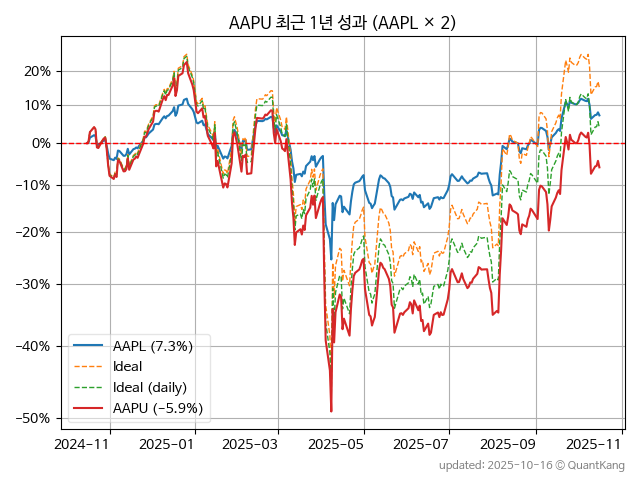 AAPU 최근 1년 성과 (AAPL × 2)
20%
10%
0%
−10%
−20%
−30%
−40%
−50%
AAPL (7.3%)
Ideal
Ideal (daily)
AAPU (−5.9%)
2024-11
2025-01
2025-03
2025-05
2025-07
2025-09
2025-11
updated: 2025-10-16 © QuantKang